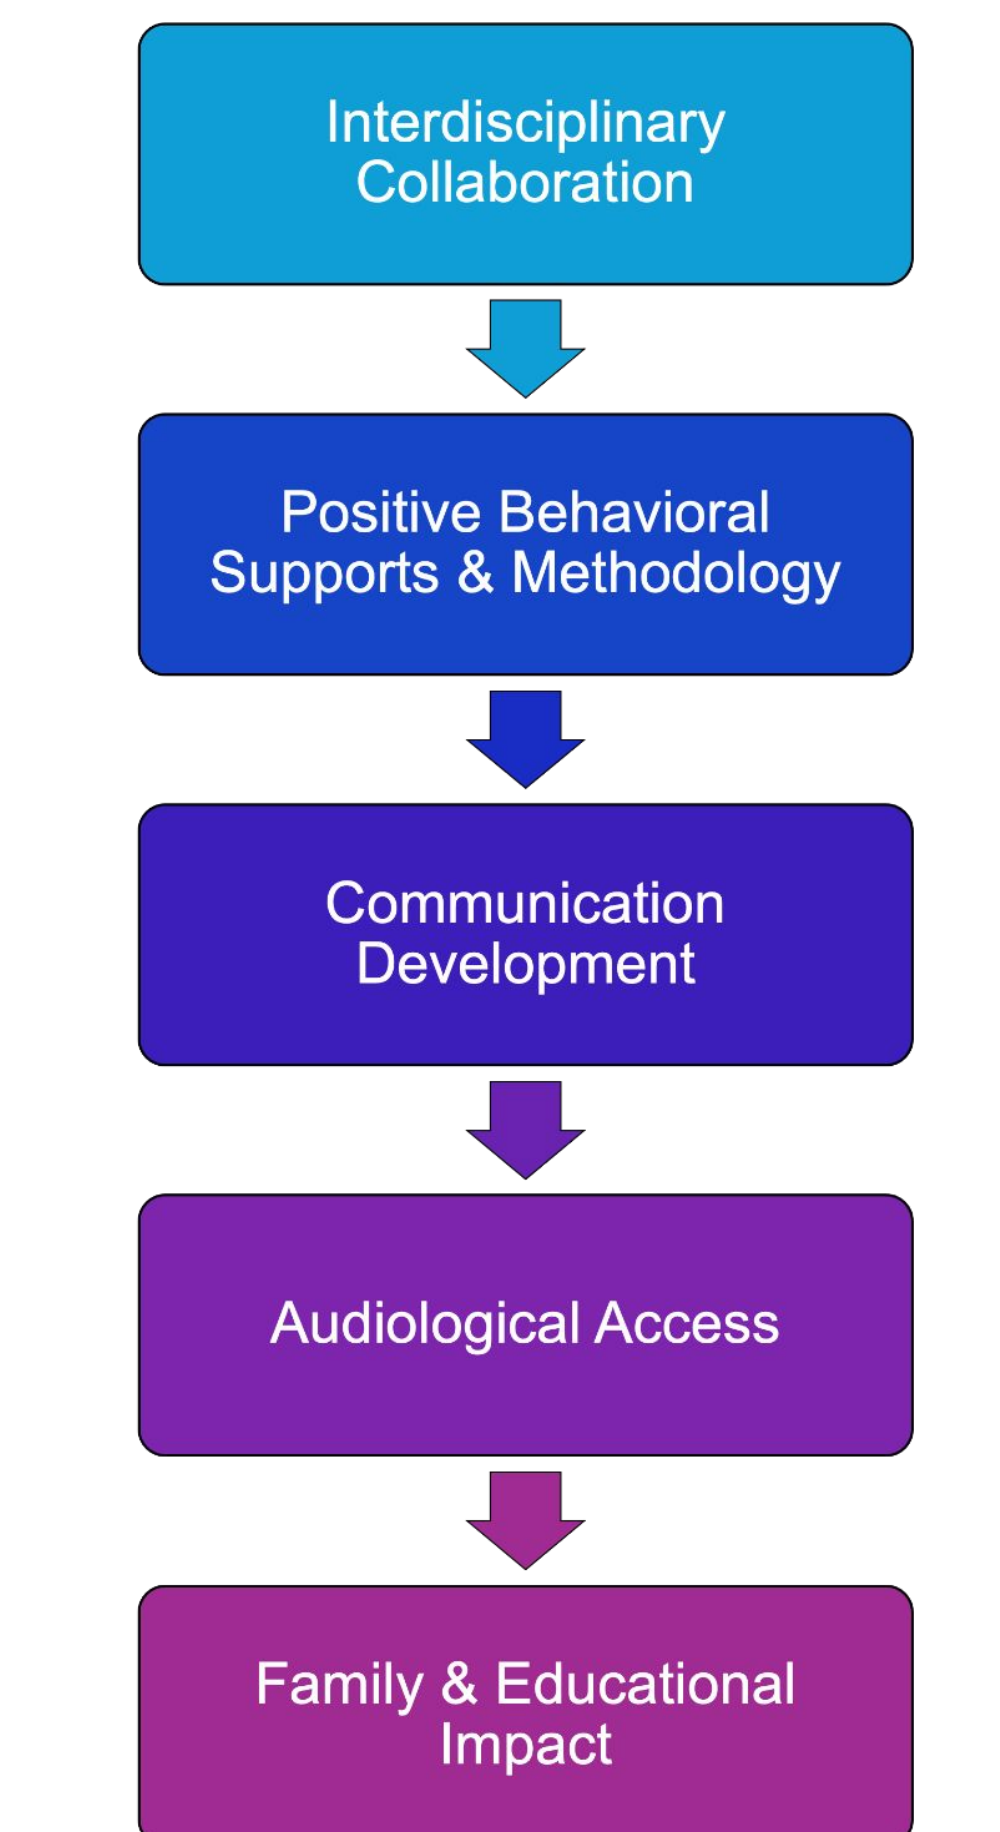 Interdisciplinary
Collaboration
Positive Behavioral
Supports & Methodology
Communication
Development
Audiological Access
Family & Educational
Impact